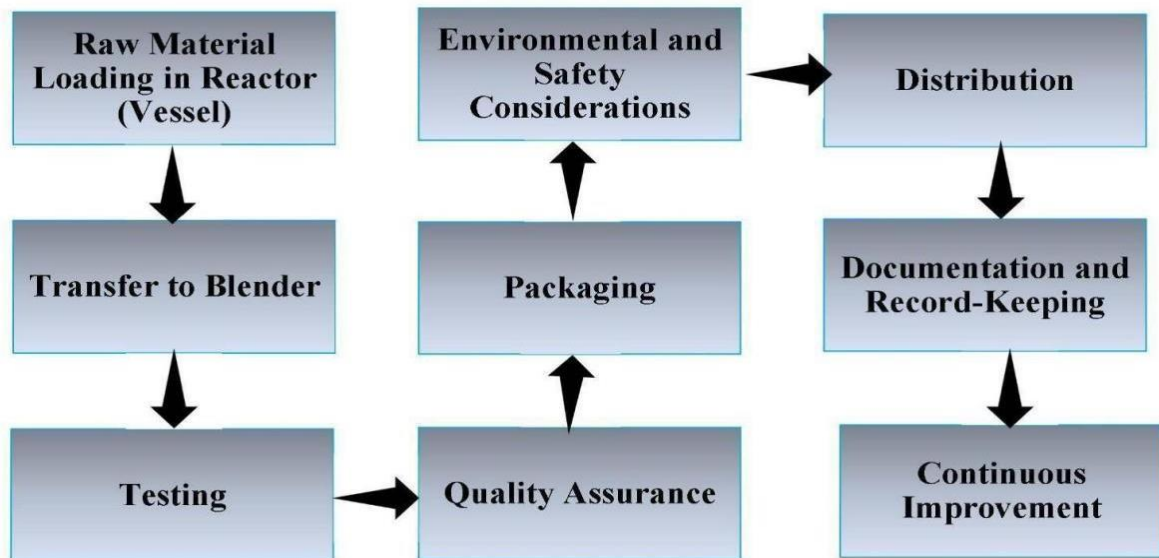 Raw Material
Loading in Reactor
(Vessel)
Transfer to Blender
Testing
Quality Assurance
Packaging
Environmental and
Safety
Considerations
Distribution
Documentation and
Record-Keeping
Continuous
Improvement